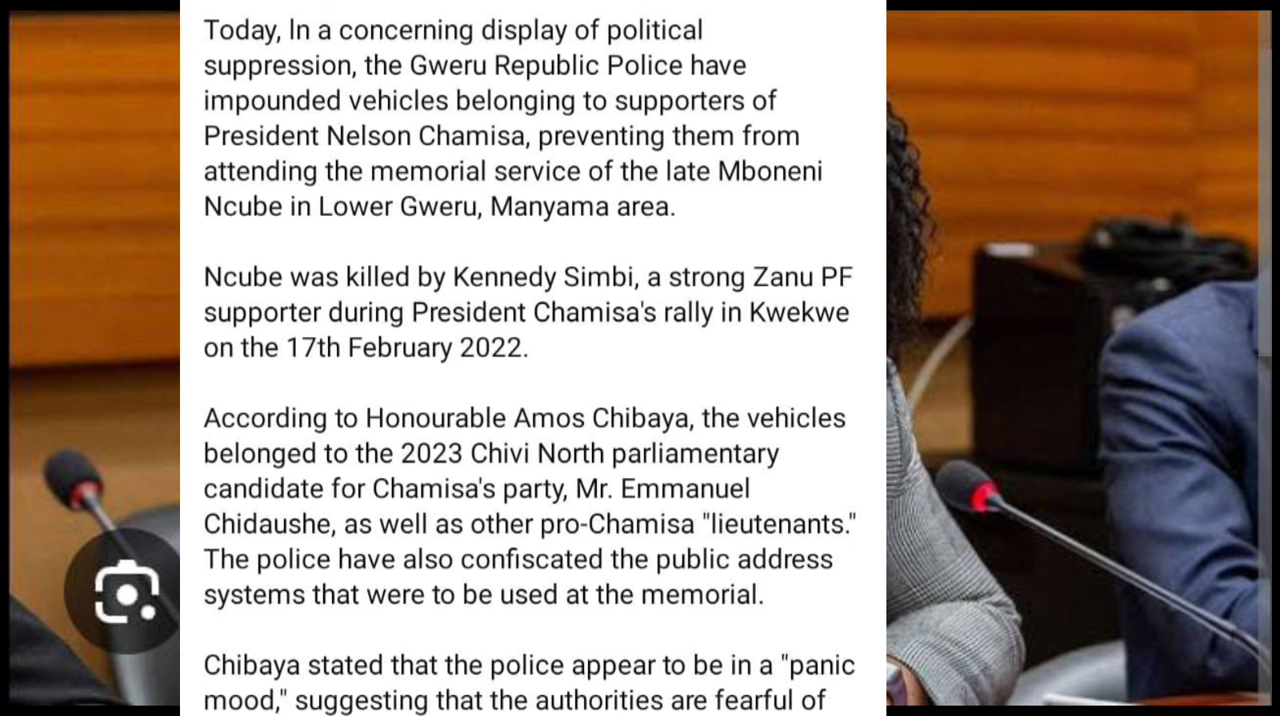 Today, In a concerning display of political
suppression, the Gweru Republic Police have
impounded vehicles belonging to supporters of
President Nelson Chamisa, preventing them from
attending the memorial service of the late Mboneni
Ncube in Lower Gweru, Manyama area.
Ncube was killed by Kennedy Simbi, a strong Zanu PF
supporter during President Chamisa's rally in Kwekwe
on the 17th February 2022.
According to Honourable Amos Chibaya, the vehicles
belonged to the 2023 Chivi North parliamentary
candidate for Chamisa's party, Mr. Emmanuel
Chidaushe, as well as other pro-Chamisa "lieutenants."
The police have also confiscated the public address
systems that were to be used at the memorial.
Chibaya stated that the police appear to be in a "panic
mood," suggesting that the authorities are fearful of